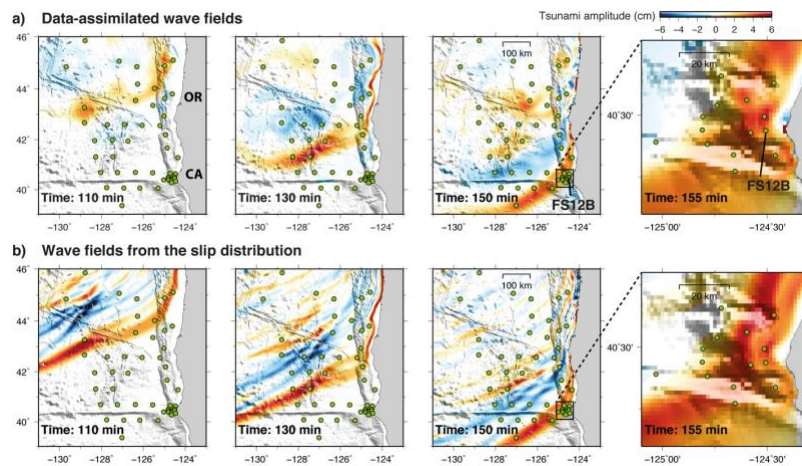 a) Data-assimilated wave fields
Tsunami amplitude (cm)
−6 −4 −2 0 2 4 6
46˚
44˚
42˚
40˚
OR
CA
100 km
20 km
40˚30'
FS12B
FS12B
Time: 110 min
Time: 130 min
Time: 150 min
Time: 155 min
−130˚ −128˚ −126˚ −124˚
−130˚ −128˚ −126˚ −124˚
−130˚ −128˚ −126˚ −124˚
−125˚00' −124˚30'
b) Wave fields from the slip distribution
46˚
44˚
42˚
40˚
100 km
20 km
40˚30'
Time: 110 min
Time: 130 min
Time: 150 min
Time: 155 min
−130˚ −128˚ −126˚ −124˚
−130˚ −128˚ −126˚ −124˚
−130˚ −128˚ −126˚ −124˚
−125˚00' −124˚30'